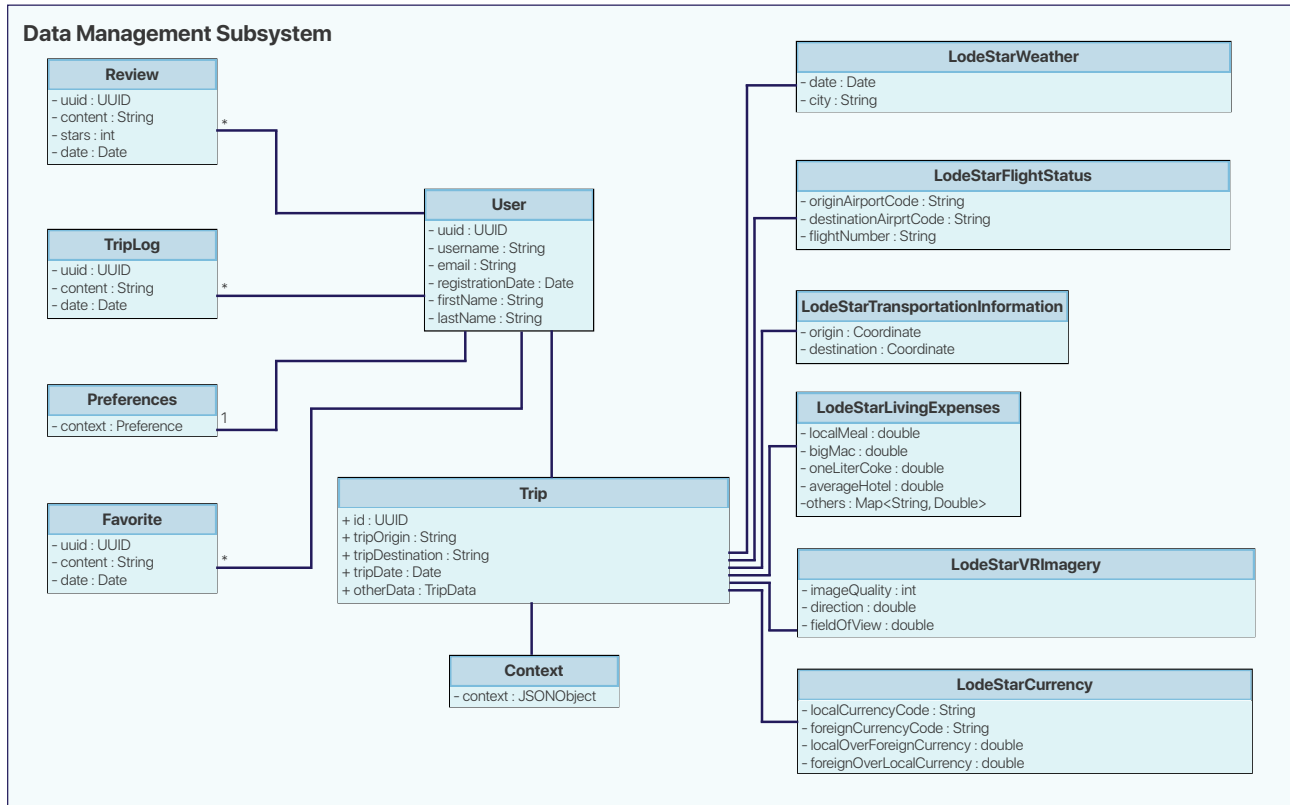 Data Management Subsystem
Review
- uuid : UUID
- content : String
- stars : int
- date : Date
*
TripLog
- uuid : UUID
- content : String
- date : Date
*
Preferences
- context : Preference
1
Favorite
- uuid : UUID
- content : String
- date : Date
*
User
- uuid : UUID
- username : String
- email : String
- registrationDate : Date
- firstName : String
- lastName : String
Trip
+ id : UUID
+ tripOrigin : String
+ tripDestination : String
+ tripDate : Date
+ otherData : TripData
Context
- context : JSONObject
LodeStarWeather
- date : Date
- city : String
LodeStarFlightStatus
- originAirportCode : String
- destinationAirprtCode : String
- flightNumber : String
LodeStarTransportationInformation
- origin : Coordinate
- destination : Coordinate
LodeStarLivingExpenses
- localMeal : double
- bigMac : double
- oneLiterCoke : double
- averageHotel : double
-others : Map<String, Double>
LodeStarVRImagery
- imageQuality : int
- direction : double
- fieldOfView : double
LodeStarCurrency
- localCurrencyCode : String
- foreignCurrencyCode : String
- localOverForeignCurrency : double
- foreignOverLocalCurrency : double